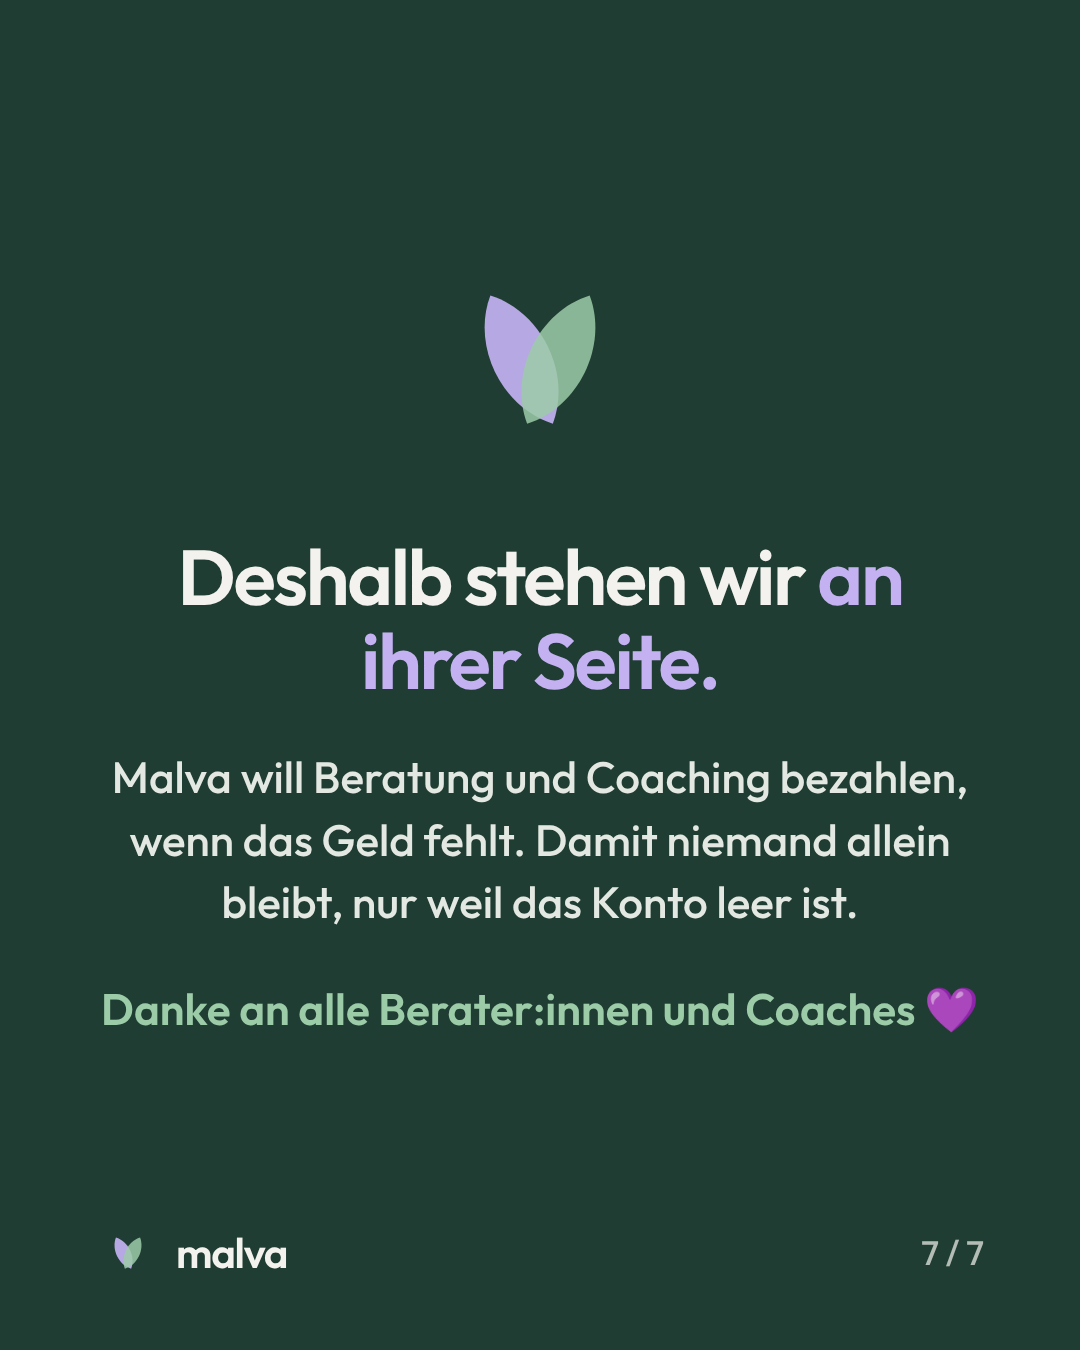 Deshalb stehen wir an
ihrer Seite.
Malva will Beratung und Coaching bezahlen,
wenn das Geld fehlt. Damit niemand allein
bleibt, nur weil das Konto leer ist.
Danke an alle Berater:innen und Coaches 💜
malva
7 / 7